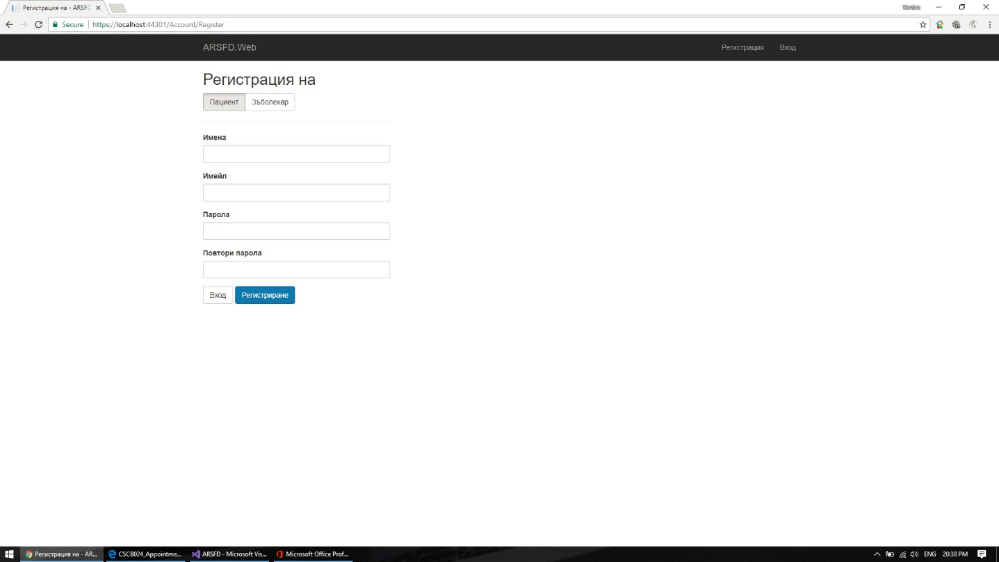 Регистрация на - ARSFD
Yordan
Secure https://localhost:44301/Account/Register
ARSFD.Web Регистрация Вход
Регистрация на
Пациент Зъболекар
Имена
Имейл
Парола
Повтори парола
Вход Регистриране
Регистрация на - AR... CSCB024_Appointme... ARSFD - Microsoft Vis... Microsoft Office Prof... ENG 20:38 PM